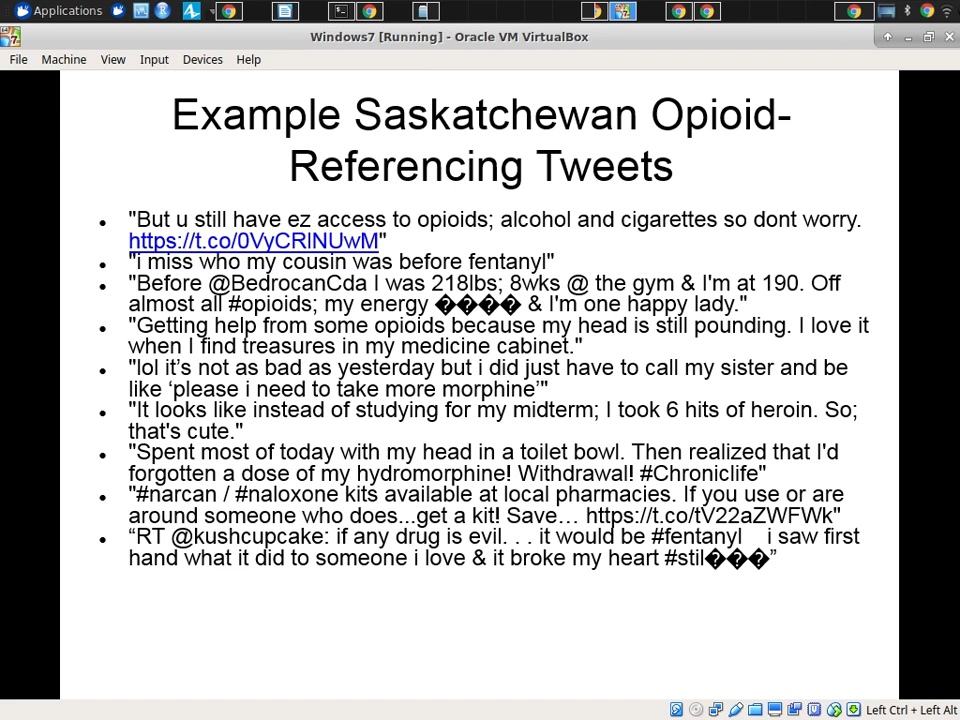 Applications
Windows7 [Running] - Oracle VM VirtualBox
File Machine View Input Devices Help
Example Saskatchewan Opioid-
Referencing Tweets
• "But u still have ez access to opioids; alcohol and cigarettes so dont worry.
https://t.co/0VyCRlNUwM"
• "i miss who my cousin was before fentanyl"
• "Before @BedrocanCda I was 218lbs; 8wks @ the gym & I'm at 190. Off
almost all #opioids; my energy ���� & I'm one happy lady."
• "Getting help from some opioids because my head is still pounding. I love it
when I find treasures in my medicine cabinet."
• "lol it’s not as bad as yesterday but i did just have to call my sister and be
like ‘please i need to take more morphine’"
• "It looks like instead of studying for my midterm; I took 6 hits of heroin. So;
that's cute."
• "Spent most of today with my head in a toilet bowl. Then realized that I'd
forgotten a dose of my hydromorphine! Withdrawal! #Chroniclife"
• "#narcan / #naloxone kits available at local pharmacies. If you use or are
around someone who does...get a kit! Save… https://t.co/tV22aZWFWk"
• “RT @kushcupcake: if any drug is evil. . . it would be #fentanyl i saw first
hand what it did to someone i love & it broke my heart #stil���”
Left Ctrl + Left Alt